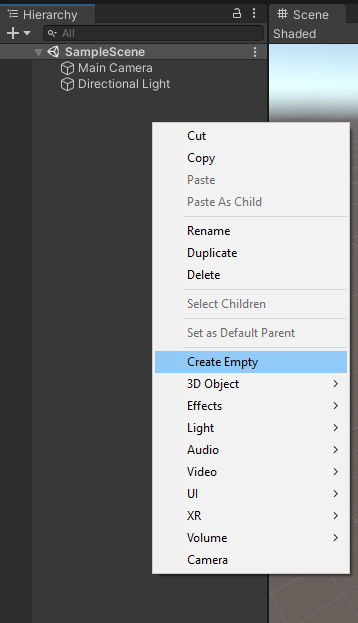 Hierarchy
Scene
All
Shaded
SampleScene
Main Camera
Directional Light
Cut
Copy
Paste
Paste As Child
Rename
Duplicate
Delete
Select Children
Set as Default Parent
Create Empty
3D Object
Effects
Light
Audio
Video
UI
XR
Volume
Camera